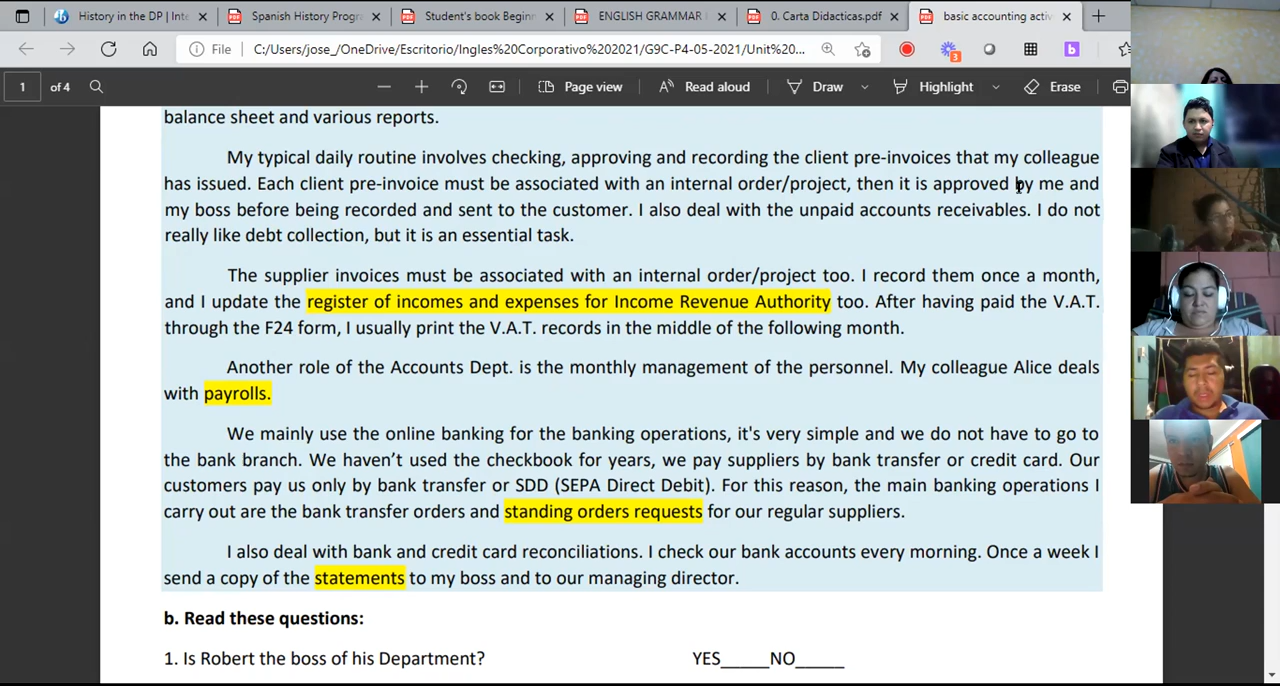 History in the DP | Inte
Spanish History Progr
Student's book Beginn
ENGLISH GRAMMAR
0. Carta Didacticas.pdf
basic accounting activ
File
C:/Users/jose_/OneDrive/Escritorio/Ingles%20Corporativo%202021/G9C-P4-05-2021/Unit%20...
3
b
1 of 4
Page view
Read aloud
Draw
Highlight
Erase
balance sheet and various reports.
My typical daily routine involves checking, approving and recording the client pre-invoices that my colleague
has issued. Each client pre-invoice must be associated with an internal order/project, then it is approved by me and
my boss before being recorded and sent to the customer. I also deal with the unpaid accounts receivables. I do not
really like debt collection, but it is an essential task.
The supplier invoices must be associated with an internal order/project too. I record them once a month,
and I update the register of incomes and expenses for Income Revenue Authority too. After having paid the V.A.T.
through the F24 form, I usually print the V.A.T. records in the middle of the following month.
Another role of the Accounts Dept. is the monthly management of the personnel. My colleague Alice deals
with payrolls.
We mainly use the online banking for the banking operations, it's very simple and we do not have to go to
the bank branch. We haven’t used the checkbook for years, we pay suppliers by bank transfer or credit card. Our
customers pay us only by bank transfer or SDD (SEPA Direct Debit). For this reason, the main banking operations I
carry out are the bank transfer orders and standing orders requests for our regular suppliers.
I also deal with bank and credit card reconciliations. I check our bank accounts every morning. Once a week I
send a copy of the statements to my boss and to our managing director.
b. Read these questions:
1. Is Robert the boss of his Department? YES_____NO_____